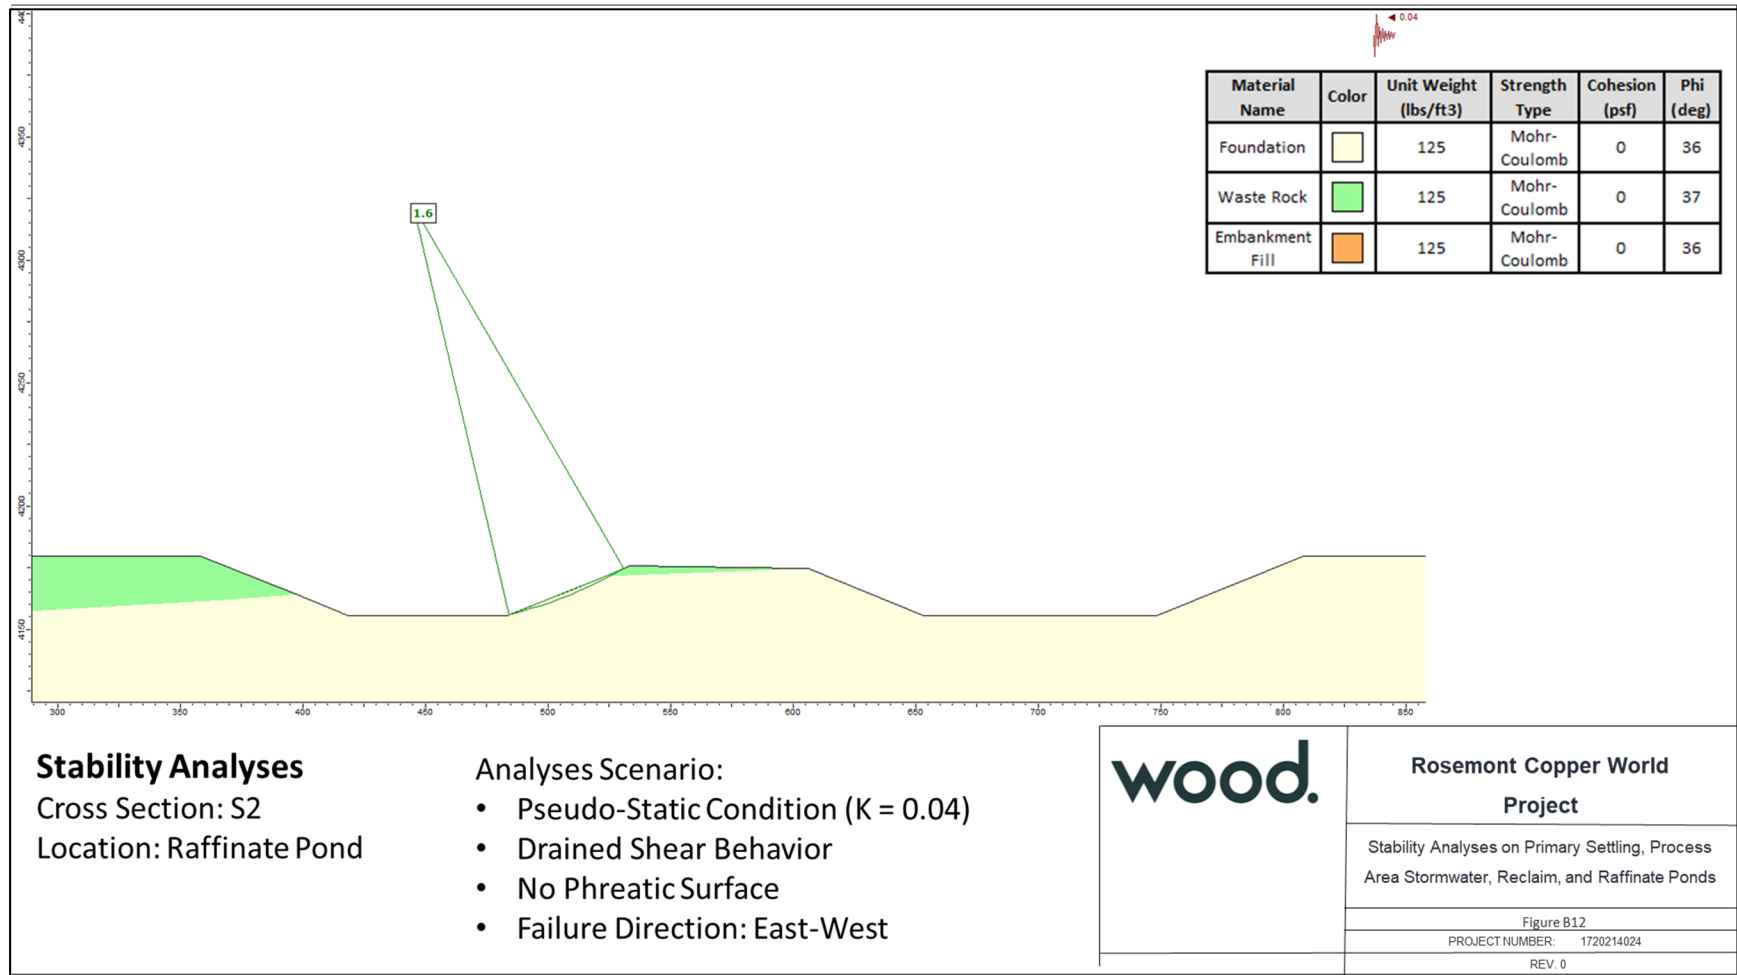 0.04
Material Name Color Unit Weight (lbs/ft3) Strength Type Cohesion (psf) Phi (deg)
Foundation 125 Mohr-Coulomb 0 36
Waste Rock 125 Mohr-Coulomb 0 37
Embankment Fill 125 Mohr-Coulomb 0 36
1.6
4350
4300
4250
4200
4150
300 350 400 450 500 550 600 650 700 750 800 850
Stability Analyses
Cross Section: S2
Location: Raffinate Pond
Analyses Scenario:
• Pseudo-Static Condition (K = 0.04)
• Drained Shear Behavior
• No Phreatic Surface
• Failure Direction: East-West
wood.
Rosemont Copper World
Project
Stability Analyses on Primary Settling, Process
Area Stormwater, Reclaim, and Raffinate Ponds
Figure B12
PROJECT NUMBER: 1720214024
REV. 0